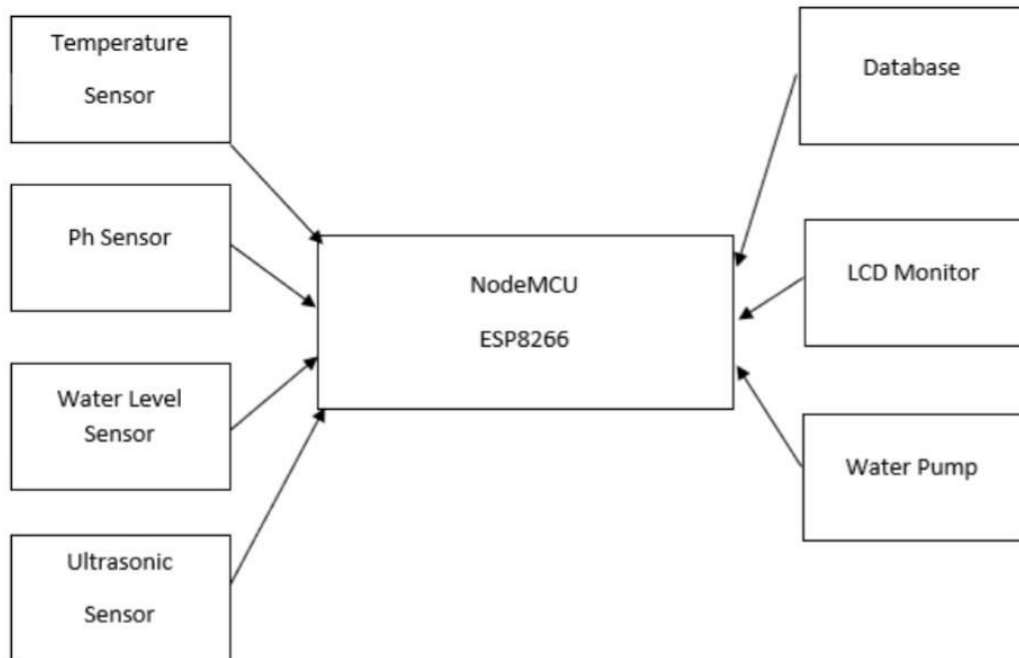 Temperature
Sensor
Ph Sensor
Water Level
Sensor
Ultrasonic
Sensor
NodeMCU
ESP8266
Database
LCD Monitor
Water Pump